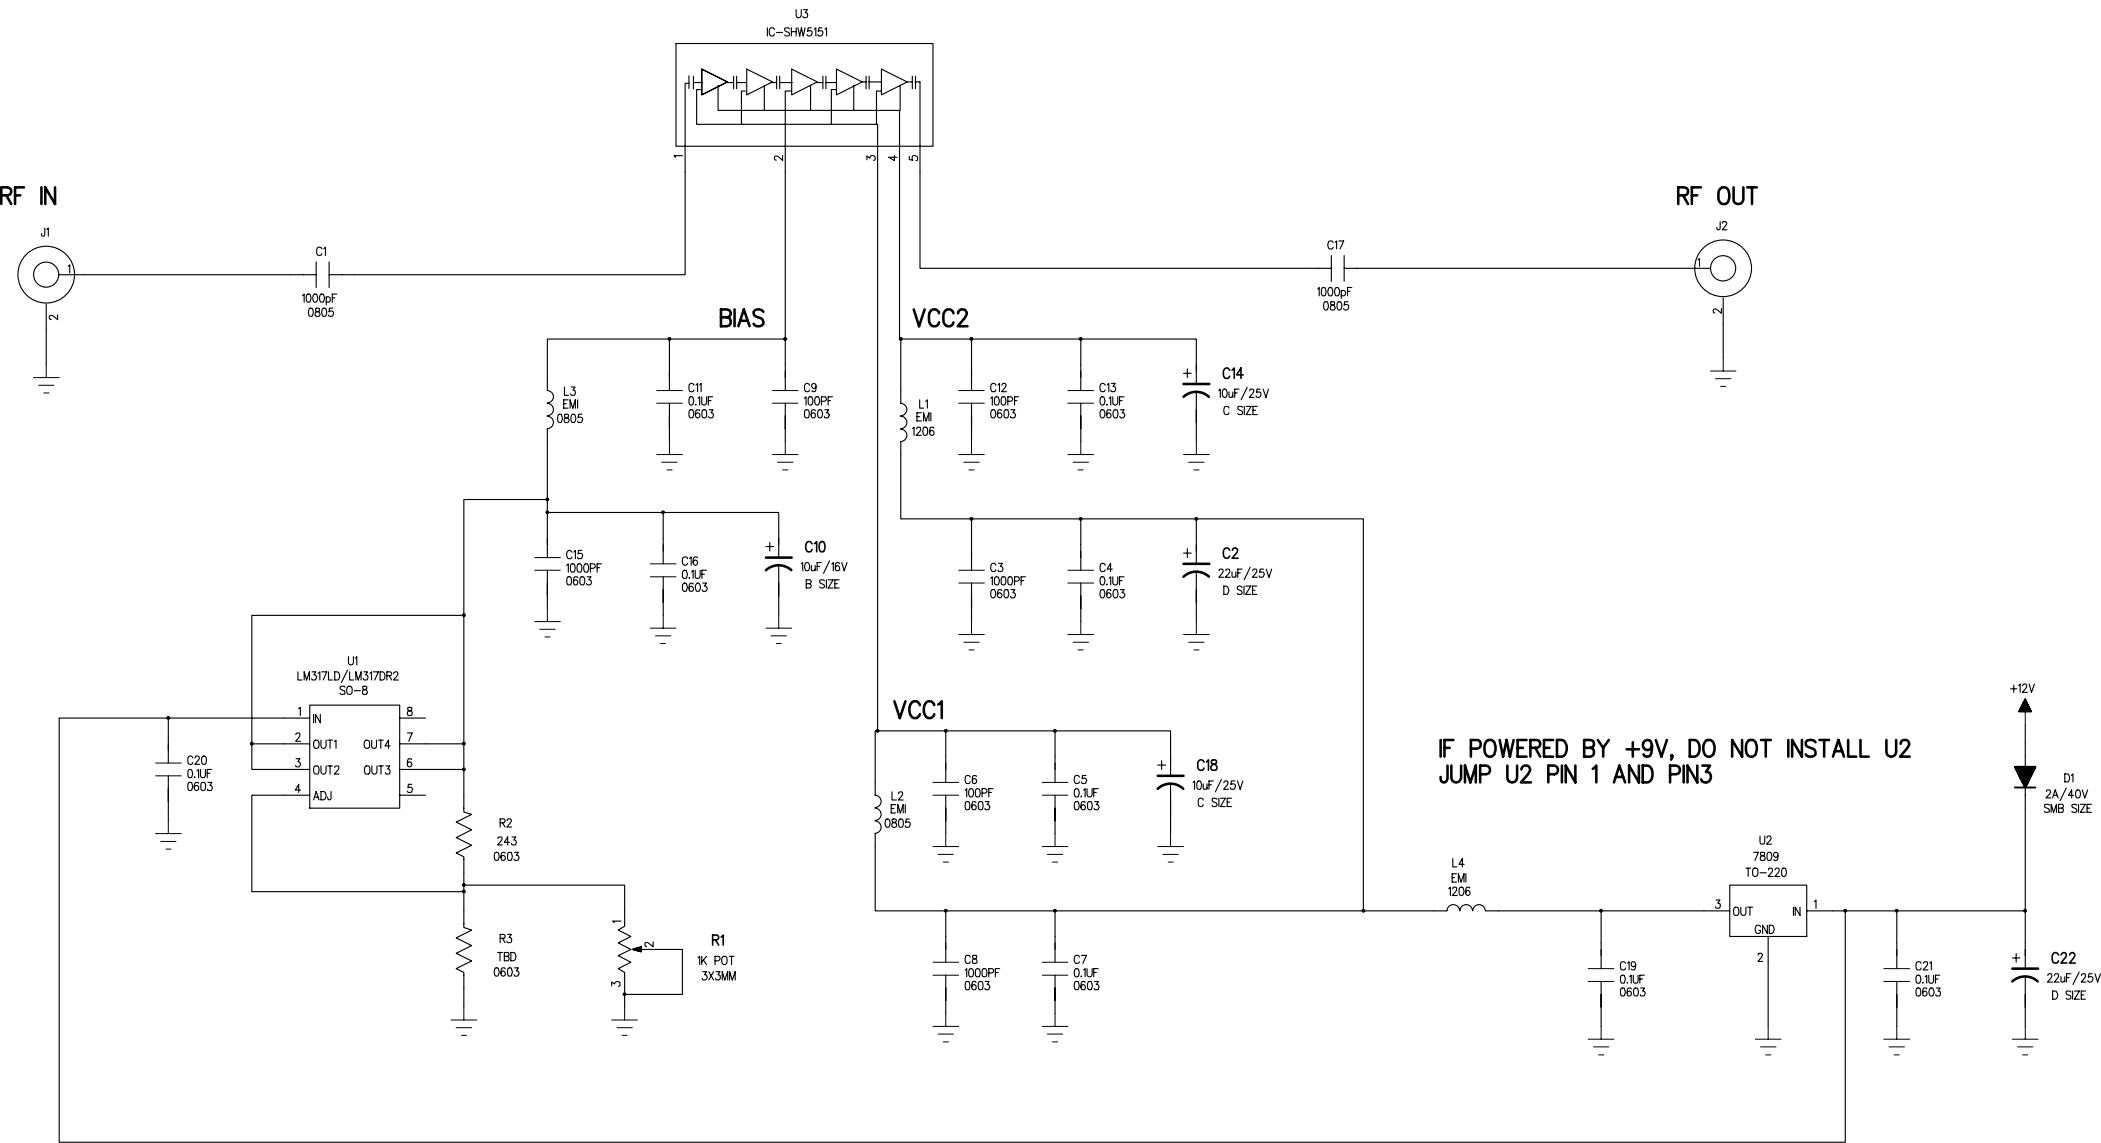 U3
IC-SHW5151
1
2
3
4
5
RF IN
J1
1
2
C1
1000pF
0805
RF OUT
J2
1
2
C17
1000pF
0805
BIAS
VCC2
L3
EMI
0805
C11
0.1UF
0603
C9
100PF
0603
L1
EMI
1206
C12
100PF
0603
C13
0.1UF
0603
+
C14
10uF/25V
C SIZE
C15
1000PF
0603
C16
0.1UF
0603
+
C10
10uF/16V
B SIZE
C3
1000PF
0603
C4
0.1UF
0603
+
C2
22uF/25V
D SIZE
U1
LM317LD/LM317DR2
SO-8
1
IN
8
2
OUT1
OUT4
7
3
OUT2
OUT3
6
4
ADJ
5
C20
0.1UF
0603
R2
243
0603
R3
TBD
0603
1
2
3
R1
1K POT
3X3MM
VCC1
L2
EMI
0805
C6
100PF
0603
C5
0.1UF
0603
+
C18
10uF/25V
C SIZE
C8
1000PF
0603
C7
0.1UF
0603
IF POWERED BY +9V, DO NOT INSTALL U2
JUMP U2 PIN 1 AND PIN3
+12V
D1
2A/40V
SMB SIZE
L4
EMI
1206
U2
7809
TO-220
3
OUT
IN
1
GND
2
C19
0.1UF
0603
C21
0.1UF
0603
+
C22
22uF/25V
D SIZE